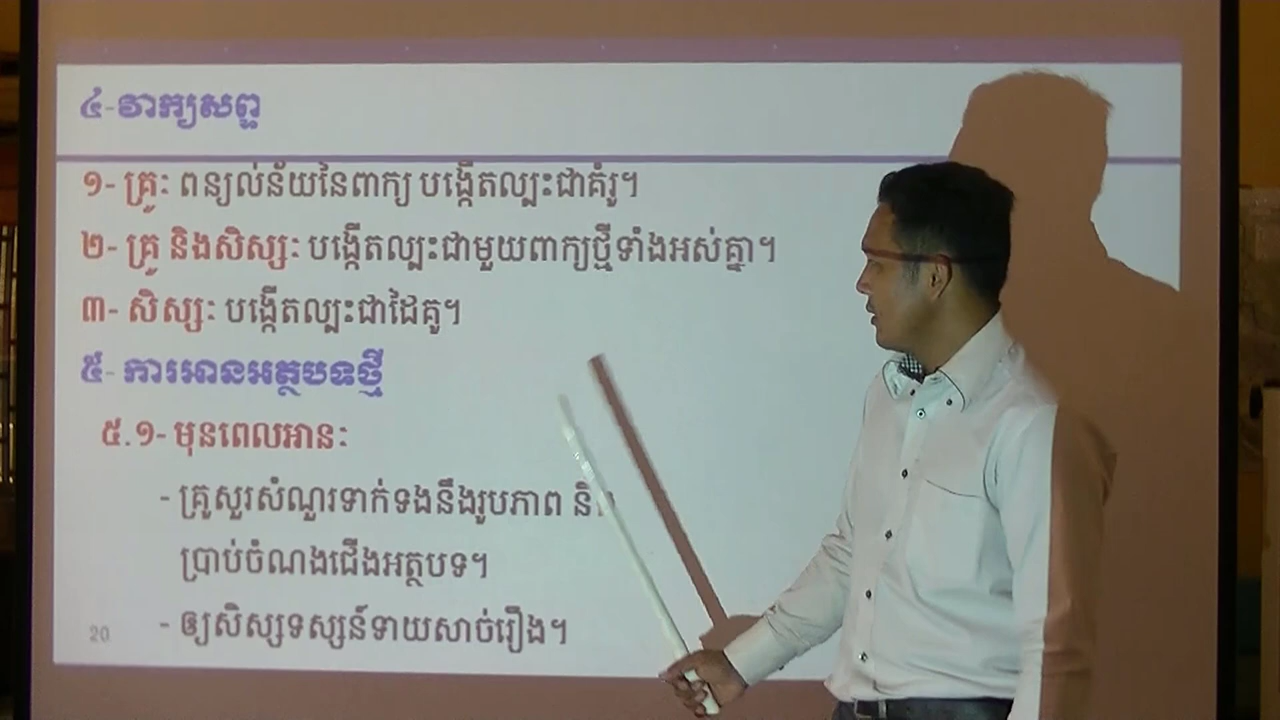 ៤-វាក្យសព្ទ
១- គ្រូៈ ពន្យល់ន័យនៃពាក្យ បង្កើតល្បះជាគំរូ។
២- គ្រូ និងសិស្សៈ បង្កើតល្បះជាមួយពាក្យថ្មីទាំងអស់គ្នា។
៣- សិស្សៈ បង្កើតល្បះជាដៃគូ។
៥- ការអានអត្ថបទថ្មី
៥.១- មុនពេលអានៈ
- គ្រូសួរសំណួរទាក់ទងនឹងរូបភាព
ប្រាប់ចំណងជើងអត្ថបទ។
- ឲ្យសិស្សទស្សន៍ទាយសាច់រឿង។
20